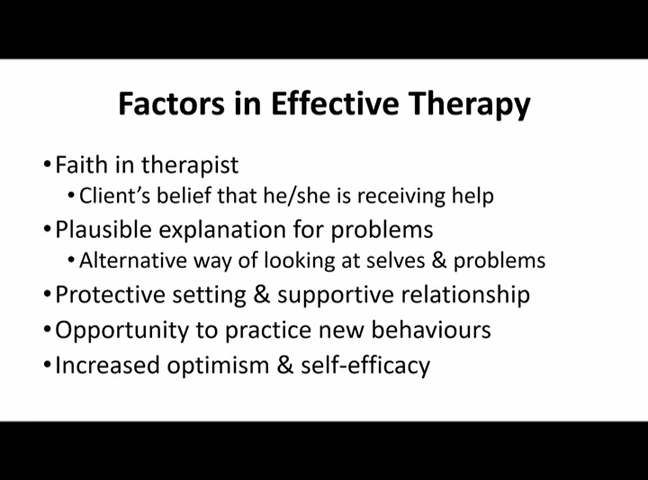 Factors in Effective Therapy
•Faith in therapist
•Client's belief that he/she is receiving help
•Plausible explanation for problems
•Alternative way of looking at selves & problems
•Protective setting & supportive relationship
•Opportunity to practice new behaviours
•Increased optimism & self-efficacy